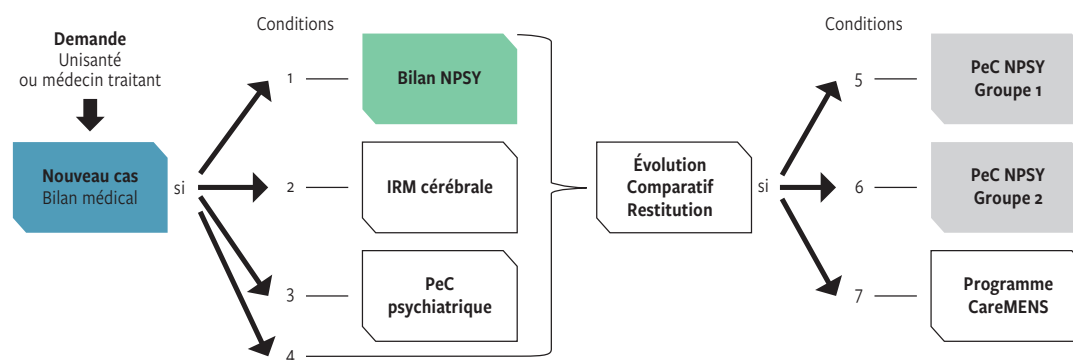 Demande
Unisanté
ou médecin traitant
Nouveau cas
Bilan médical
si
Conditions
1
Bilan NPSY
2
IRM cérébrale
3
PeC
psychiatrique
4
Évolution
Comparatif
Restitution
si
Conditions
5
PeC NPSY
Groupe 1
6
PeC NPSY
Groupe 2
7
Programme
CareMENS